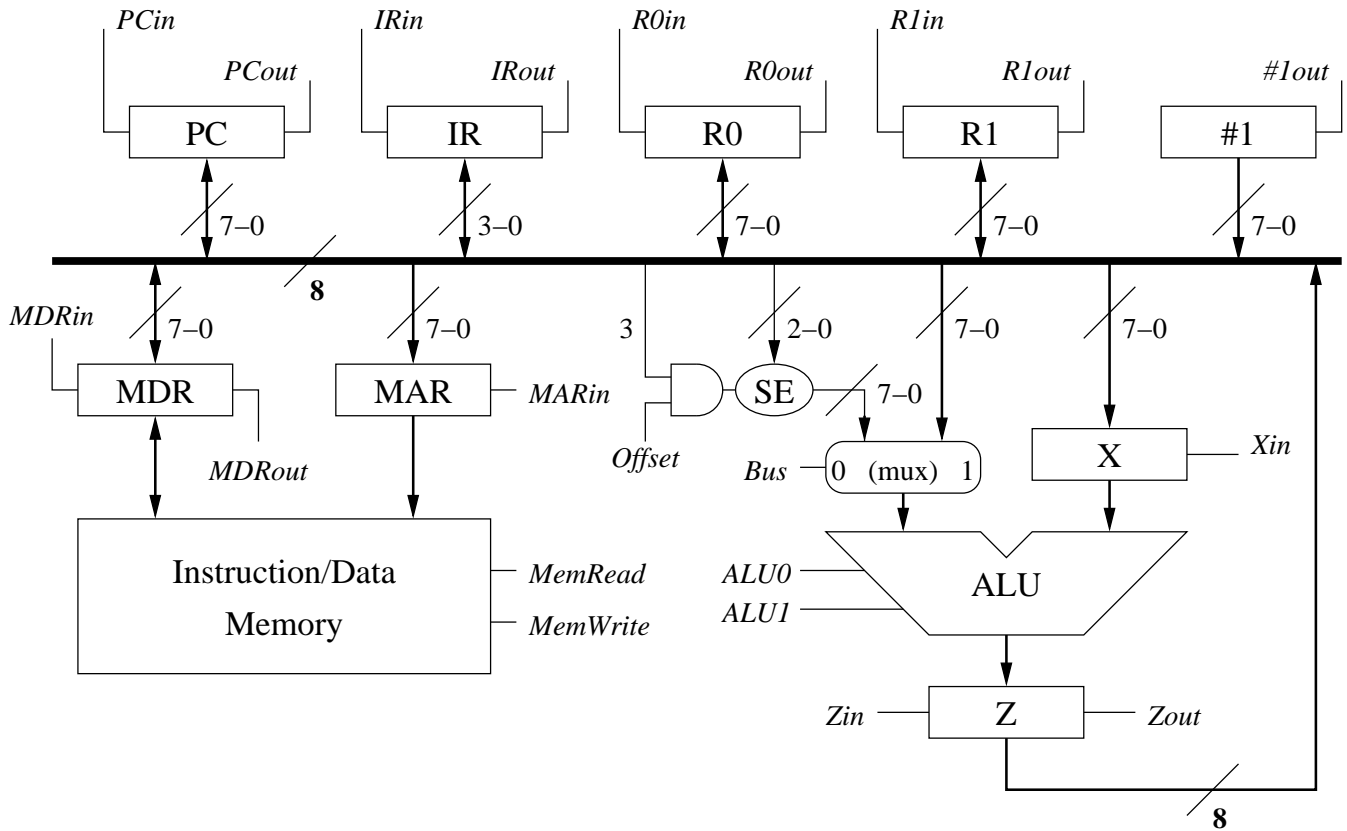 PCin IRin R0in R1in
PCout IRout R0out R1out #1out
PC IR R0 R1 #1
7–0 3–0 7–0 7–0 7–0
8
MDRin 7–0 7–0 3 2–0 7–0 7–0
MDR MAR MARin SE 7–0
MDRout Offset Bus 0 (mux) 1 X Xin
Instruction/Data
Memory
MemRead
MemWrite
ALU0
ALU1
ALU
Zin Z Zout
8